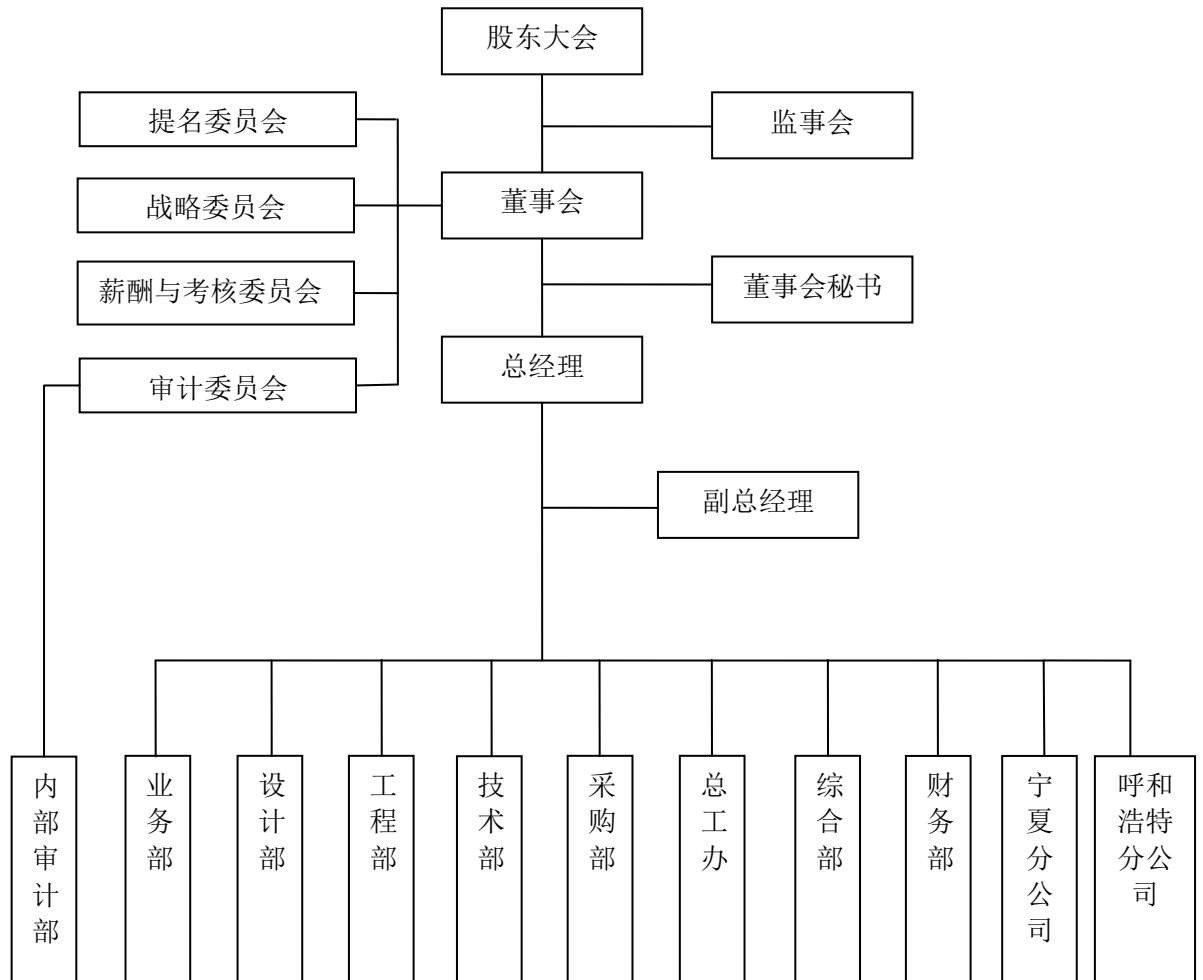 股东大会
提名委员会
监事会
战略委员会
董事会
薪酬与考核委员会
董事会秘书
总经理
审计委员会
副总经理
内部审计部
业务部
设计部
工程部
技术部
采购部
总工办
综合部
财务部
宁夏分公司
呼和
浩特
分公
司